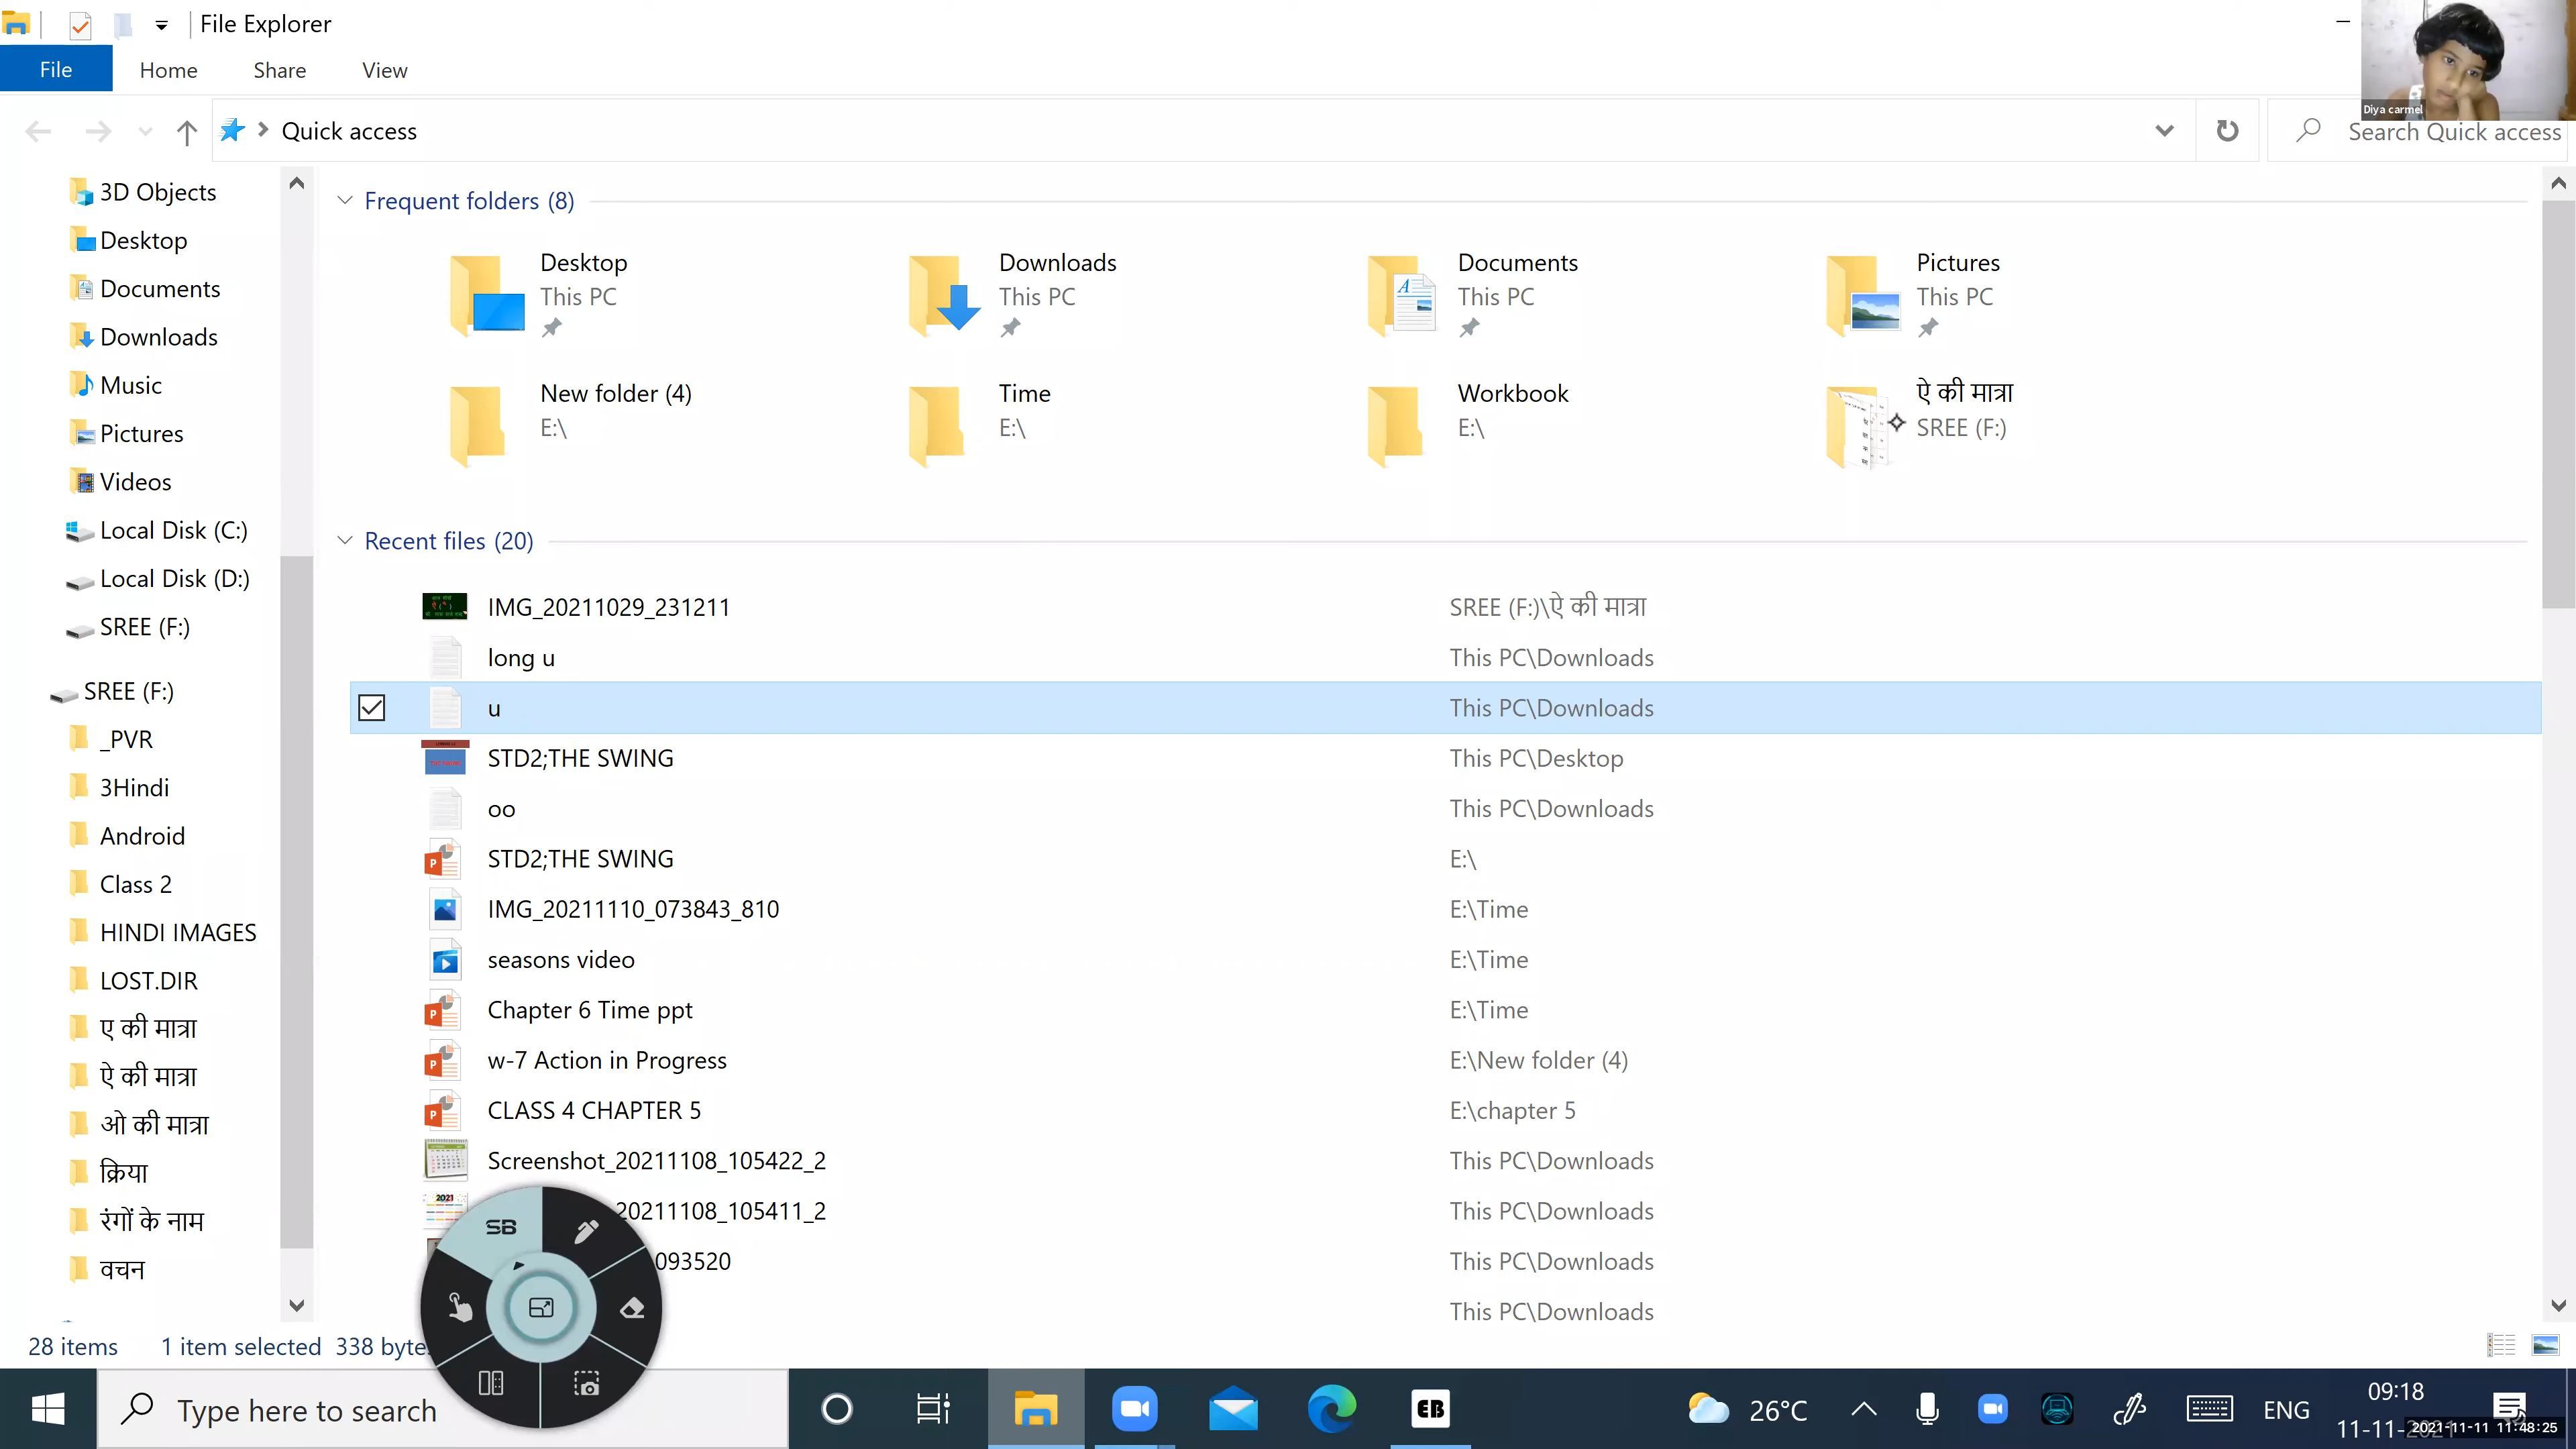 File Explorer
File Home Share View
Diya carmel
Quick access
Search Quick access
3D Objects
Desktop
Documents
Downloads
Music
Pictures
Videos
Local Disk (C:)
Local Disk (D:)
SREE (F:)
SREE (F:)
_PVR
3Hindi
Android
Class 2
HINDI IMAGES
LOST.DIR
ए की मात्रा
ऐ की मात्रा
ओ की मात्रा
क्रिया
रंगों के नाम
वचन
Frequent folders (8)
Desktop
This PC
Downloads
This PC
Documents
This PC
Pictures
This PC
New folder (4)
E:\
Time
E:\
Workbook
E:\
ऐ की मात्रा
SREE (F:)
Recent files (20)
IMG_20211029_231211 SREE (F:)\ऐ की मात्रा
long u This PC\Downloads
u This PC\Downloads
STD2;THE SWING This PC\Desktop
oo This PC\Downloads
STD2;THE SWING E:\
IMG_20211110_073843_810 E:\Time
seasons video E:\Time
Chapter 6 Time ppt E:\Time
w-7 Action in Progress E:\New folder (4)
CLASS 4 CHAPTER 5 E:\chapter 5
Screenshot_20211108_105422_2 This PC\Downloads
20211108_105411_2 This PC\Downloads
093520 This PC\Downloads
This PC\Downloads
SB
28 items 1 item selected 338 byte
Type here to search
EB
26°C
ENG
09:18
11-11-
2021-11-11 11:48:25